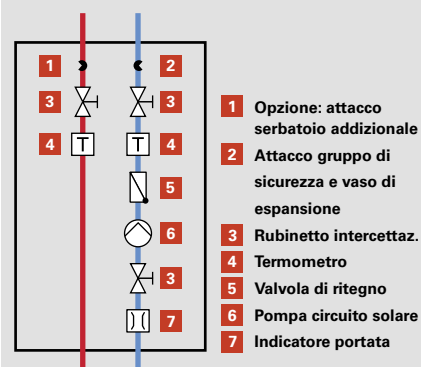 1 2
3 3
4 T T 4
5
6
3
7
1 Opzione: attacco
serbatoio addizionale
2 Attacco gruppo di
sicurezza e vaso di
espansione
3 Rubinetto intercettaz.
4 Termometro
5 Valvola di ritegno
6 Pompa circuito solare
7 Indicatore portata